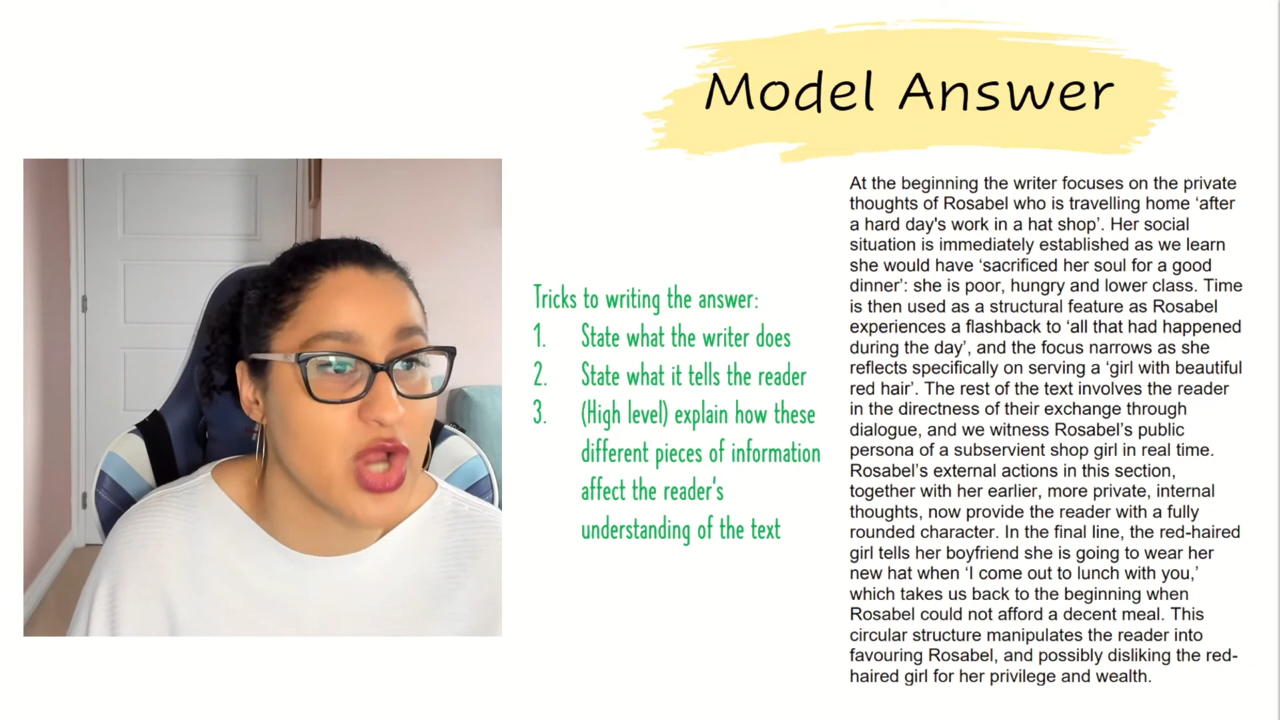 Model Answer
Tricks to writing the answer:
1. State what the writer does
2. State what it tells the reader
3. (High level) explain how these
different pieces of information
affect the reader's
understanding of the text
At the beginning the writer focuses on the private
thoughts of Rosabel who is travelling home ‘after
a hard day's work in a hat shop’. Her social
situation is immediately established as we learn
she would have ‘sacrificed her soul for a good
dinner’: she is poor, hungry and lower class. Time
is then used as a structural feature as Rosabel
experiences a flashback to ‘all that had happened
during the day’, and the focus narrows as she
reflects specifically on serving a ‘girl with beautiful
red hair’. The rest of the text involves the reader
in the directness of their exchange through
dialogue, and we witness Rosabel’s public
persona of a subservient shop girl in real time.
Rosabel’s external actions in this section,
together with her earlier, more private, internal
thoughts, now provide the reader with a fully
rounded character. In the final line, the red-haired
girl tells her boyfriend she is going to wear her
new hat when ‘I come out to lunch with you,’
which takes us back to the beginning when
Rosabel could not afford a decent meal. This
circular structure manipulates the reader into
favouring Rosabel, and possibly disliking the red-
haired girl for her privilege and wealth.